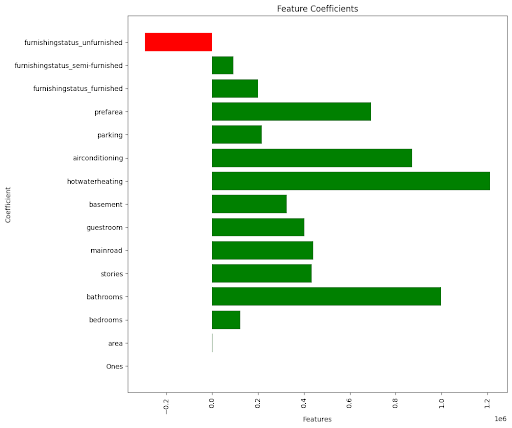 Feature Coefficients
furnishingstatus_unfurnished
furnishingstatus_semi-furnished
furnishingstatus_furnished
prefarea
parking
airconditioning
hotwaterheating
basement
guestroom
mainroad
stories
bathrooms
bedrooms
area
Ones
Coefficient
−0.2
0.0
0.2
0.4
0.6
0.8
1.0
1.2
1e6
Features